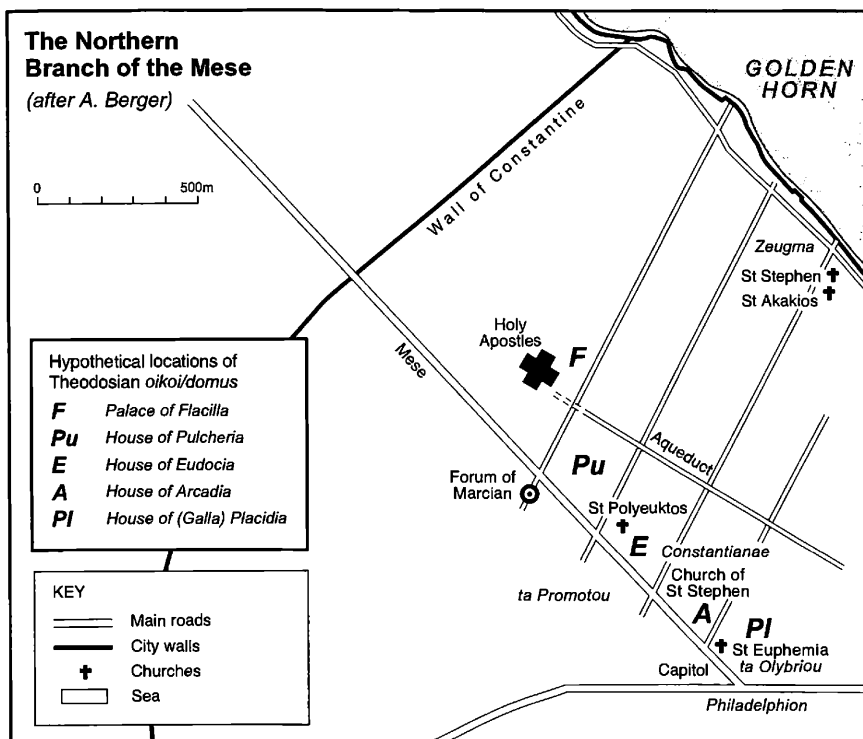 The Northern
Branch of the Mese
(after A. Berger)
0 500m
GOLDEN
HORN
Wall of Constantine
Zeugma
St Stephen
St Akakios
Holy
Apostles
F
Mese
Aqueduct
Pu
Forum of
Marcian
St Polyeuktos
E
Constantianae
Church of
St Stephen
ta Promotou
A
Pl
St Euphemia
ta Olybriou
Capitol
Philadelphion
Hypothetical locations of
Theodosian oikoi/domus
F Palace of Flacilla
Pu House of Pulcheria
E House of Eudocia
A House of Arcadia
Pl House of (Galla) Placidia
KEY
Main roads
City walls
Churches
Sea